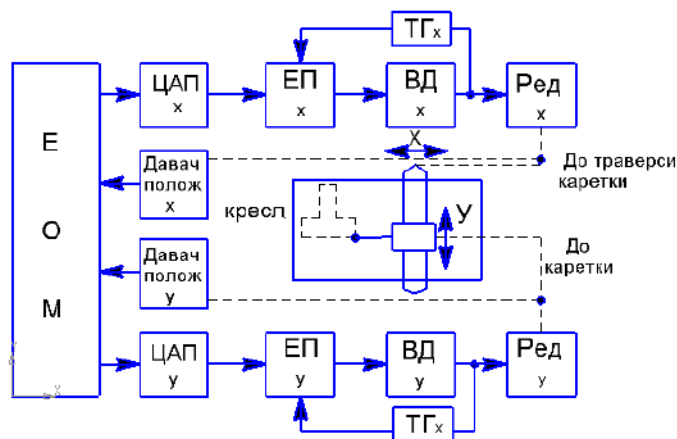 ТГх
ЦАП
х
ЕП
х
ВД
х
Ред
х
Е
О
М
Давач
полож
х
Х
До траверси
каретки
кресл
У
Давач
полож
у
До
каретки
ЦАП
у
ЕП
у
ВД
у
Ред
у
ТГх